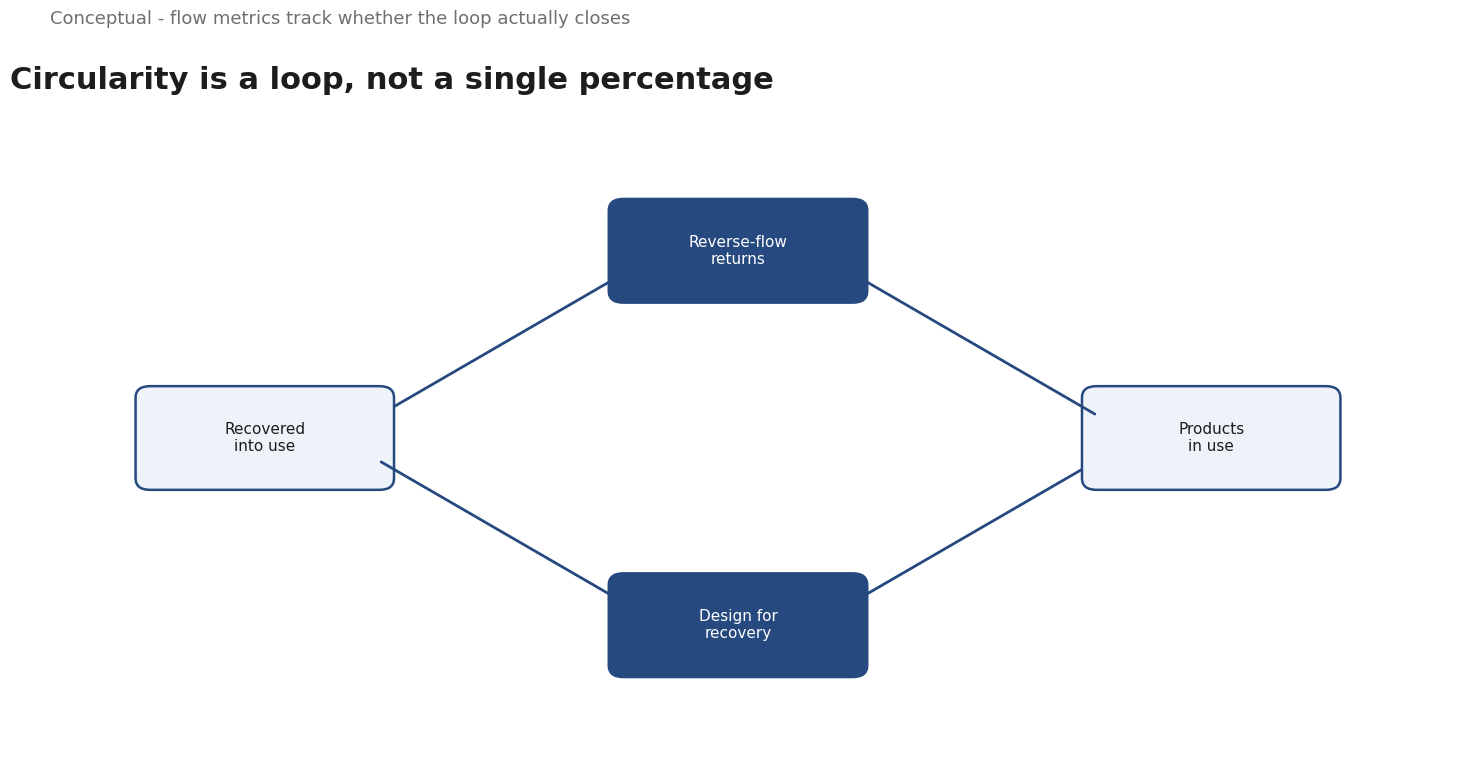 Conceptual - flow metrics track whether the loop actually closes
Circularity is a loop, not a single percentage
Reverse-flow
returns
Recovered
into use
Products
in use
Design for
recovery